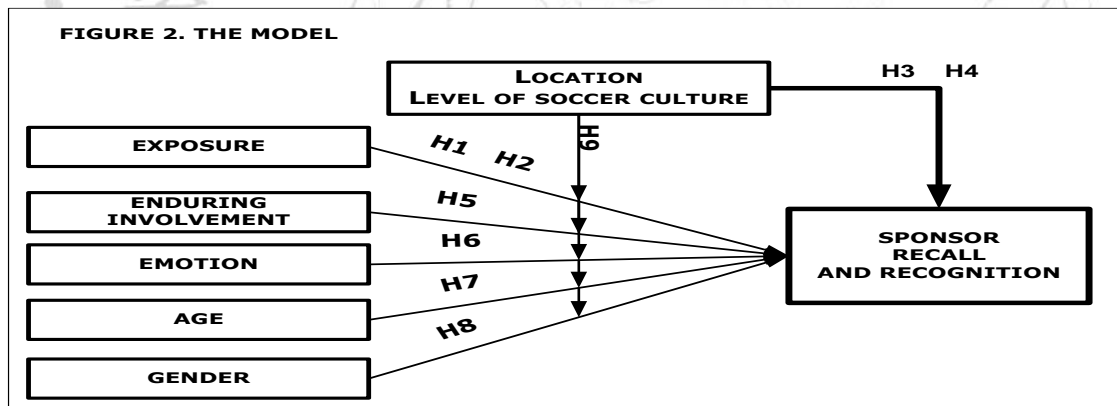 FIGURE 2. THE MODEL
LOCATION
LEVEL OF SOCCER CULTURE
H3 H4
H9
EXPOSURE
H1 H2
ENDURING
INVOLVEMENT
H5
EMOTION
H6
AGE
H7
GENDER
H8
SPONSOR
RECALL
AND RECOGNITION